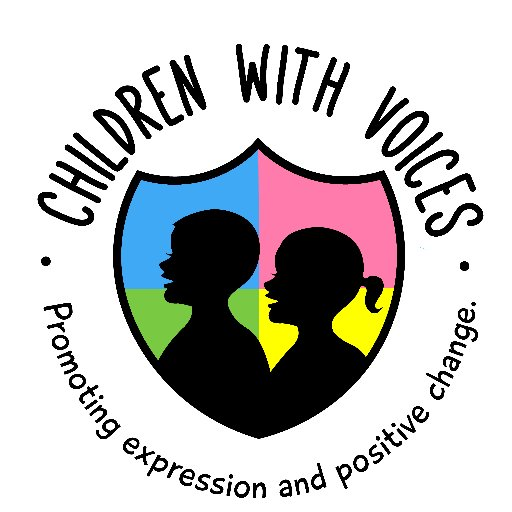 CHILDREN WITH VOICES
Promoting expression and positive change.